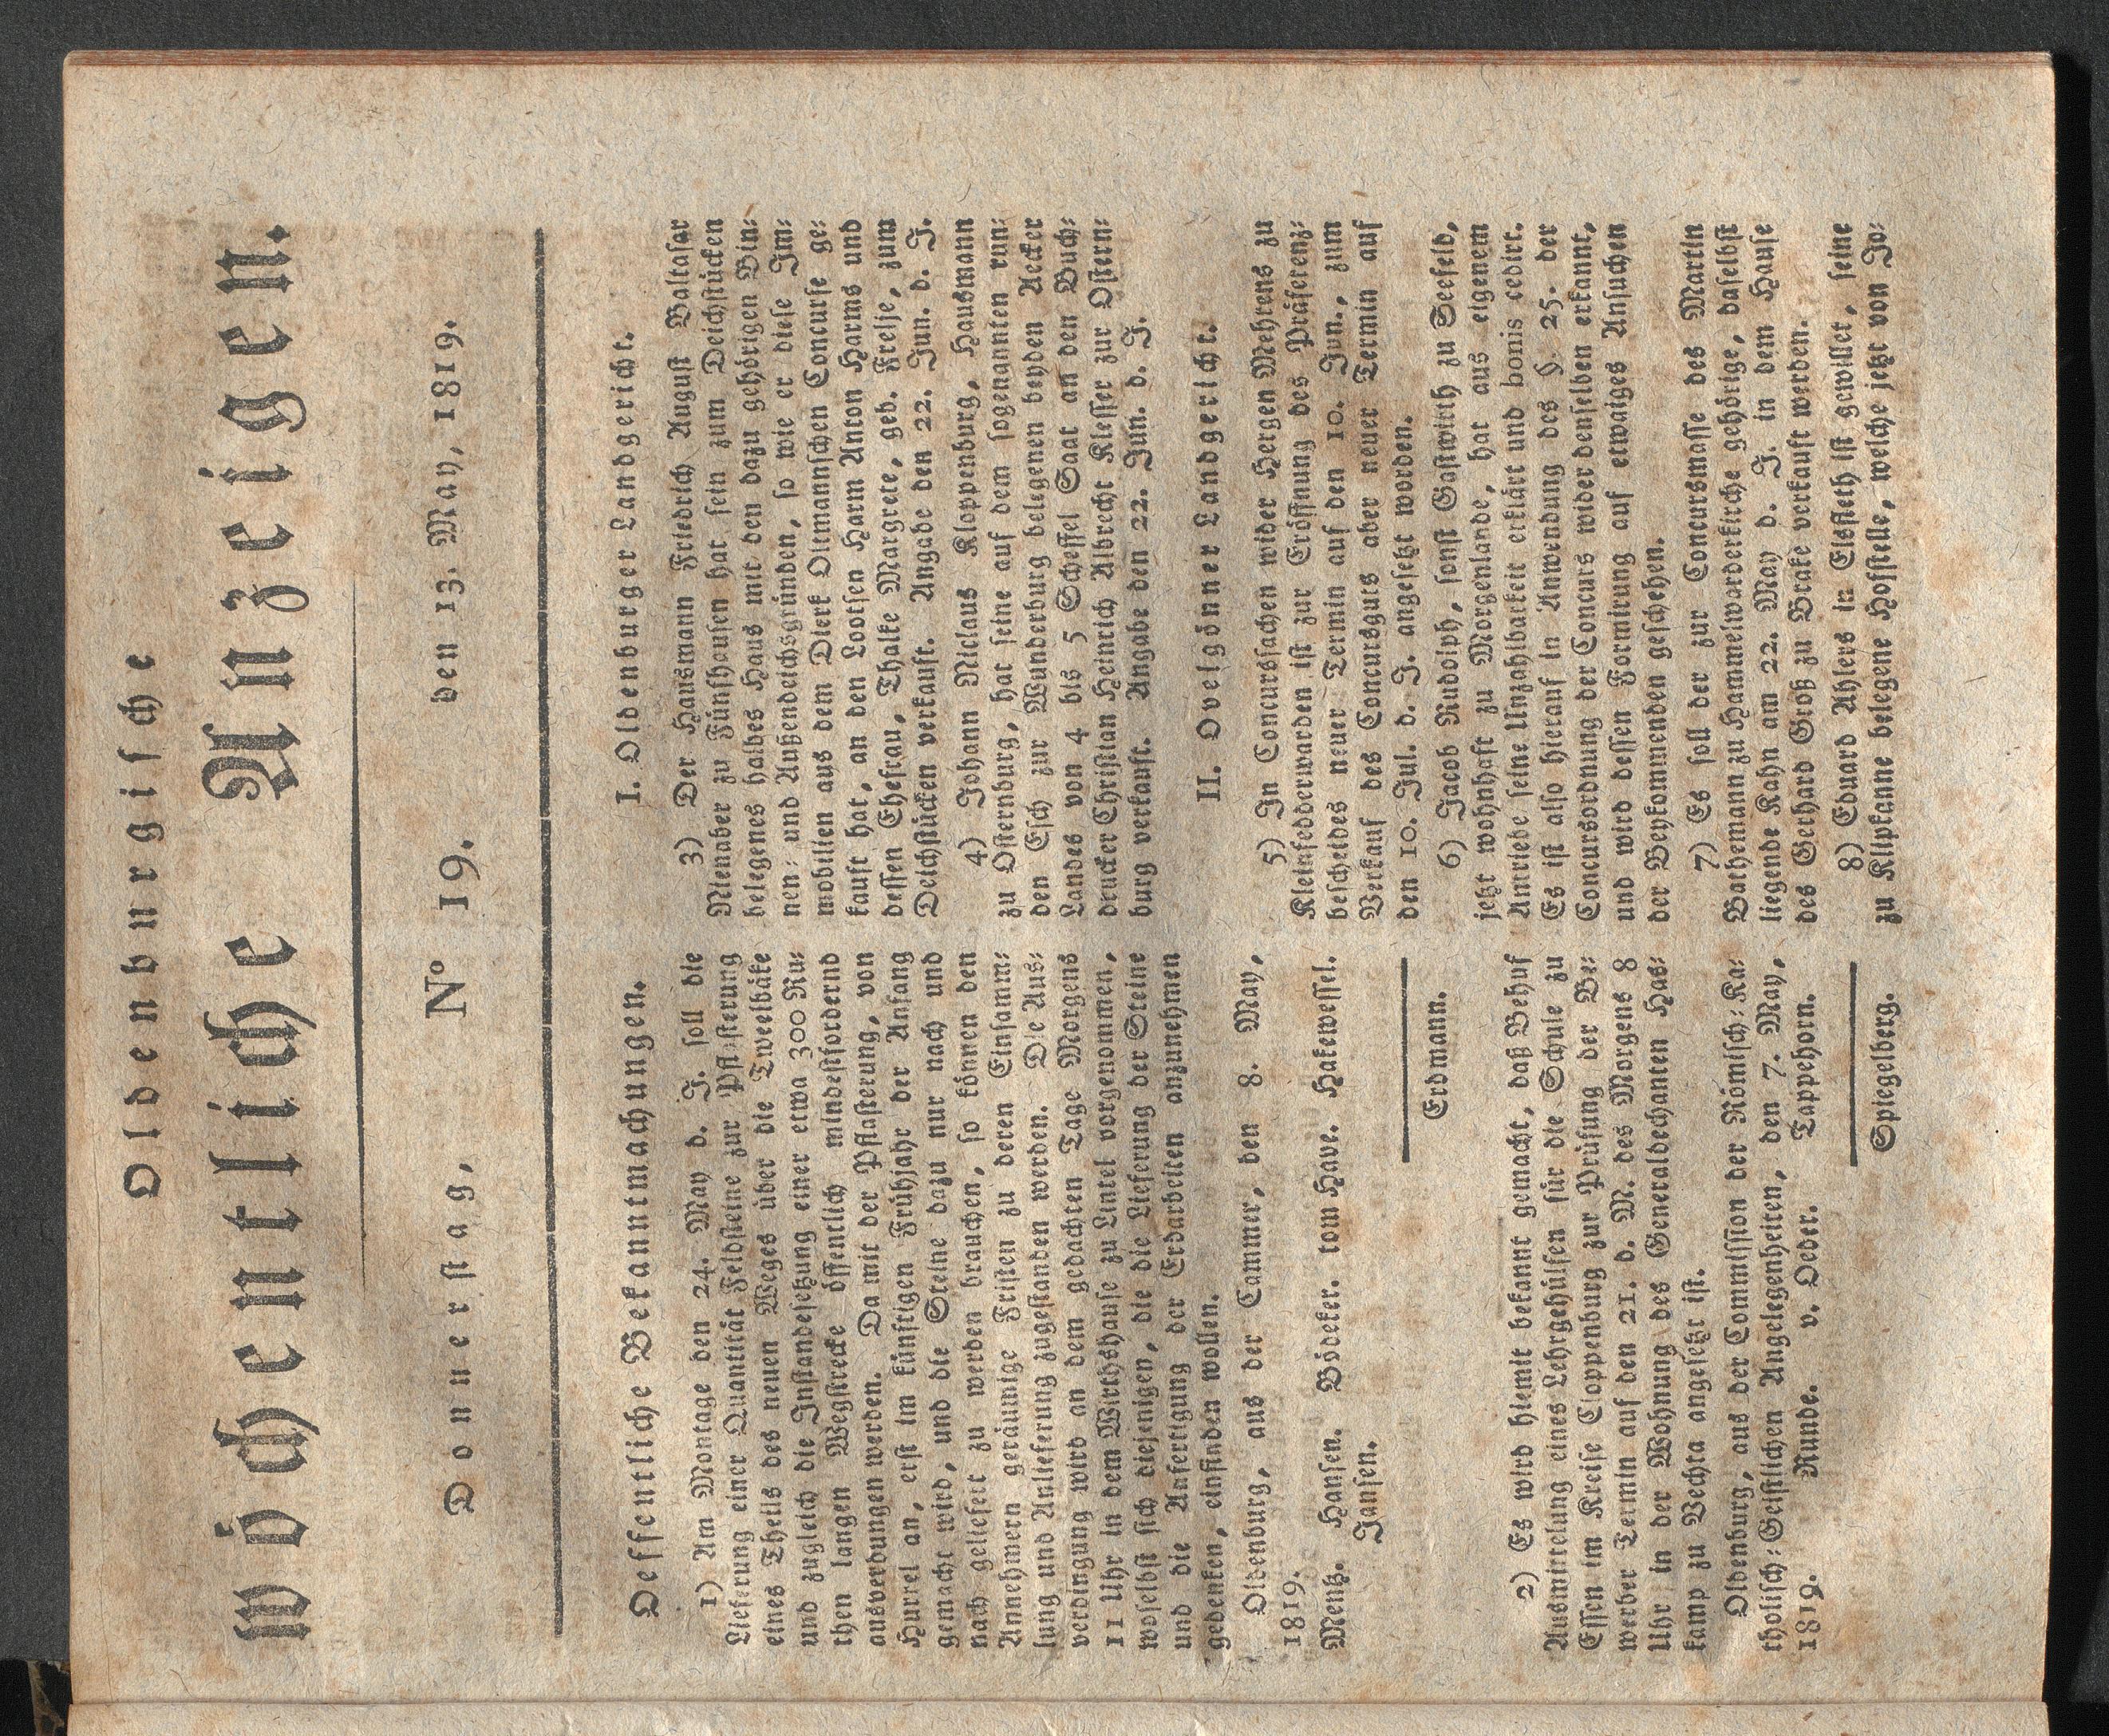 Oldenburgische
wöchentliche Anzeigen.
Donnerstag, No 19. den 13. May, 1819.
Oeffentliche Bekanntmachungen.
1) Am Montage den 24. May d. J. soll die
Lieferung einer Quantität Feldsteine zur Pflasterung
eines Theils des neuen Weges über die Tweelbäke
und zugleich die Instandesetzung einer etwa 300 Ru-
then langen Wegstrecke öffentlich mindestfordernd
ausverdungen werden. Da mit der Pflasterung, von
Hurrel an, erst im künftigen Frühjahr der Anfang
gemacht wird, und die Steine dazu nur nach und
nach geliefert zu werden brauchen, so können den
Annehmern geräumige Fristen zu deren Einsamm-
lung und Anlieferung zugestanden werden. Die Aus-
verdingung wird an dem gedachten Tage Morgens
11 Uhr in dem Wirthshause zu Lintel vorgenommen,
woselbst sich diejenigen, die die Lieferung der Steine
und die Anfertigung der Erdarbeiten anzunehmen
gedenken, einfinden wollen.
Oldenburg, aus der Cammer, den 8. May,
1819.
Mentz. Hansen. Bödeker. tom Have. Hakewessel.
Jansen.
Erdmann.
2) Es wird hiemit bekannt gemacht, daß Behuf
Ausmittelung eines Lehrgehülfen für die Schule zu
Essen im Kreise Cloppenburg zur Prüfung der Be-
werber Termin auf den 21. d. M. des Morgens 8
Uhr in der Wohnung des Generaldechanten Has-
kamp zu Vechta angesetzt ist.
Oldenburg, aus der Commission der Römisch-Ka-
tholisch-Geistlichen Angelegenheiten, den 7. May,
1819. Runde. v. Oeder. Tappehorn.
Spiegelberg.
I. Oldenburger Landgericht.
3) Der Hausmann Friedrich August Baltasar
Nienaber zu Fünfhausen hat sein zum Deichstücken
belegenes halbes Haus mit den dazu gehörigen Bin-
nen- und Außendeichsgründen, so wie er diese Im-
mobilien aus dem Dierk Oltmannschen Concurse ge-
kauft hat, an den Lootsen Harm Anton Harms und
dessen Ehefrau, Thalke Margrete, geb. Frelse, zum
Deichstücken verkauft. Angabe den 22. Jun. d. J.
4) Johann Niclaus Kloppenburg, Hausmann
zu Osternburg, hat seine auf dem sogenannten run-
den Esch zur Wunderburg belegenen beyden Aecker
Landes von 4 bis 5 Scheffel Saat an den Buch-
drucker Christian Heinrich Albrecht Klesser zur Ostern-
burg verkauft. Angabe den 22. Jun. d. J.
II. Ovelgönner Landgericht.
5) In Concurssachen wider Hergen Mehrens zu
Kleinfedderwarden ist zur Eröffnung des Präferenz-
bescheides neuer Termin auf den 10. Jun., zum
Verkauf des Concursguts aber neuer Termin auf
den 10. Jul. d. J. angesetzt worden.
6) Jacob Rudolph, sonst Gastwirth zu Seefeld,
jetzt wohnhaft zu Morgenlande, hat aus eigenem
Antriebe seine Unzahlbarkeit erklärt und bonis cedirt.
Es ist also hierauf in Anwendung des §. 25. der
Concursordnung der Concurs wider denselben erkannt,
und wird dessen Formirung auf etwaiges Ansuchen
der Beykommenden geschehen.
7) Es soll der zur Concursmasse des Martin
Bathemann zu Hammelwarderkirche gehörige, daselbst
liegende Kahn am 22. May d. J. in dem Hause
des Gerhard Groß zu Brake verkauft werden.
8) Eduard Ahlers in Elsfleth ist gewillet, seine
zu Klipkanne belegene Hofstelle, welche jetzt von Jo-